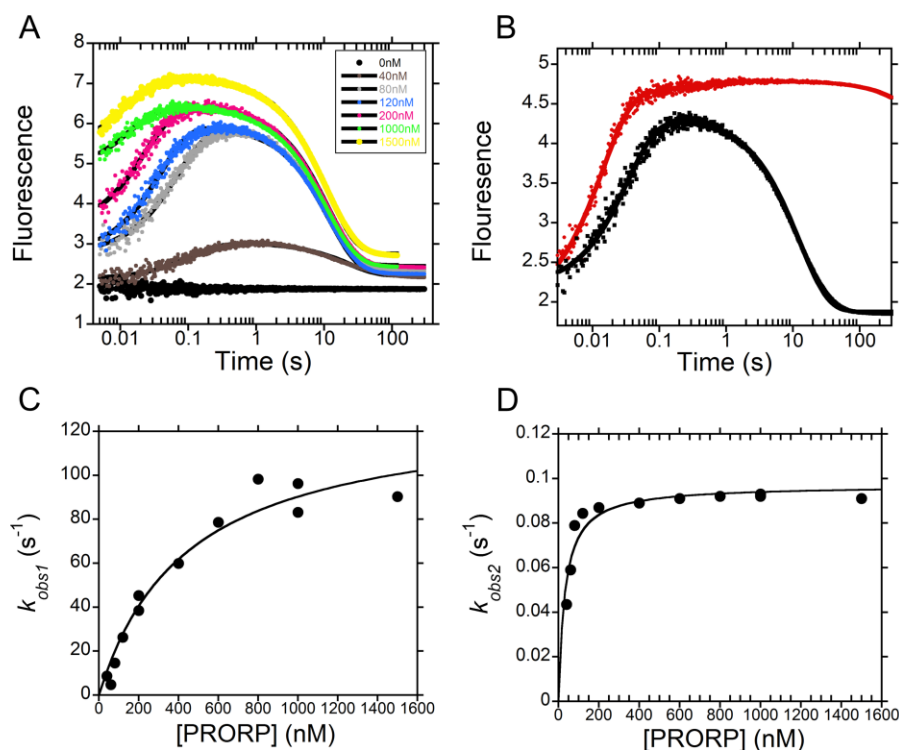 A
Fluorescence
7
6
5
4
3
2
1
0.01 0.1 1 10 100
Time (s)
0nM
40nM
80nM
120nM
200nM
1000nM
1500nM
B
Flouresence
5
4.5
4
3.5
3
2.5
2
0.01 0.1 1 10 100
Time (s)
C
kobs1 (s-1)
120
100
80
60
40
20
0
0 200 400 600 800 1000 1200 1400 1600
[PRORP] (nM)
D
kobs2 (s-1)
0.12
0.1
0.08
0.06
0.04
0.02
0
0 200 400 600 800 1000 1200 1400 1600
[PRORP] (nM)